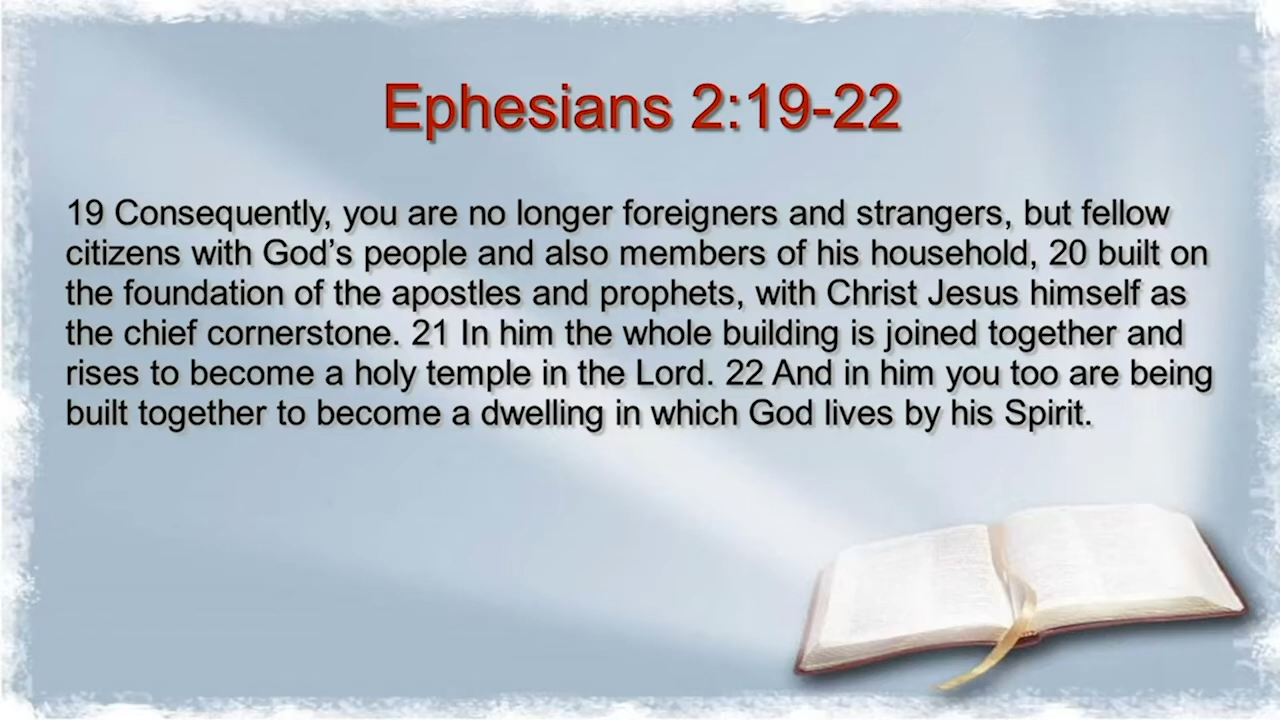 Ephesians 2:19-22
19 Consequently, you are no longer foreigners and strangers, but fellow
citizens with God’s people and also members of his household, 20 built on
the foundation of the apostles and prophets, with Christ Jesus himself as
the chief cornerstone. 21 In him the whole building is joined together and
rises to become a holy temple in the Lord. 22 And in him you too are being
built together to become a dwelling in which God lives by his Spirit.